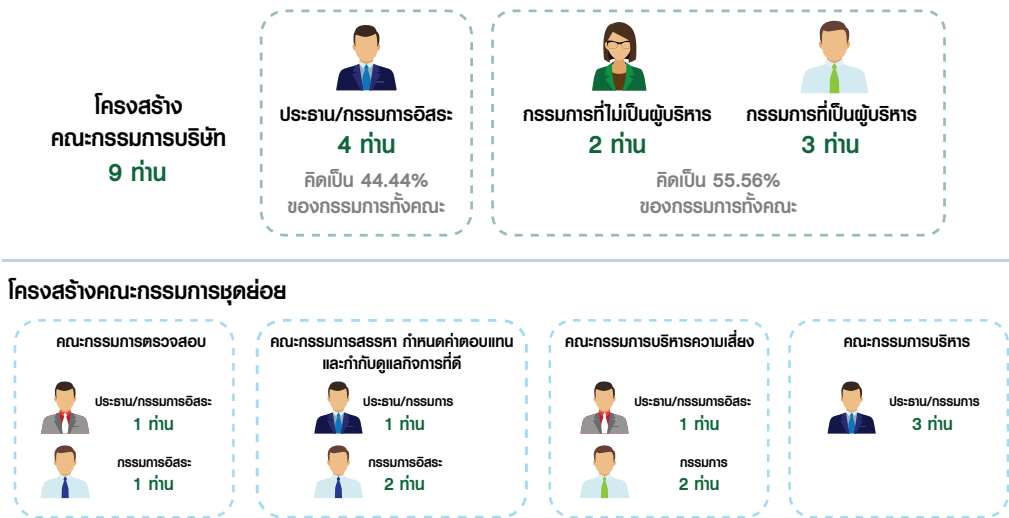 โครงสร้าง
คณะกรรมการบริษัท
9 ท่าน
ประธาน/กรรมการอิสระ
4 ท่าน
คิดเป็น 44.44%
ของกรรมการทั้งคณะ
กรรมการที่ไม่เป็นผู้บริหาร
2 ท่าน
กรรมการที่เป็นผู้บริหาร
3 ท่าน
คิดเป็น 55.56%
ของกรรมการทั้งคณะ
โครงสร้างคณะกรรมการชุดย่อย
คณะกรรมการตรวจสอบ
ประธาน/กรรมการอิสระ
1 ท่าน
กรรมการอิสระ
1 ท่าน
คณะกรรมการสรรหา กำหนดค่าตอบแทน
และกำกับดูแลกิจการที่ดี
ประธาน/กรรมการ
1 ท่าน
กรรมการอิสระ
2 ท่าน
คณะกรรมการบริหารความเสี่ยง
ประธาน/กรรมการอิสระ
1 ท่าน
กรรมการ
2 ท่าน
คณะกรรมการบริหาร
ประธาน/กรรมการ
3 ท่าน